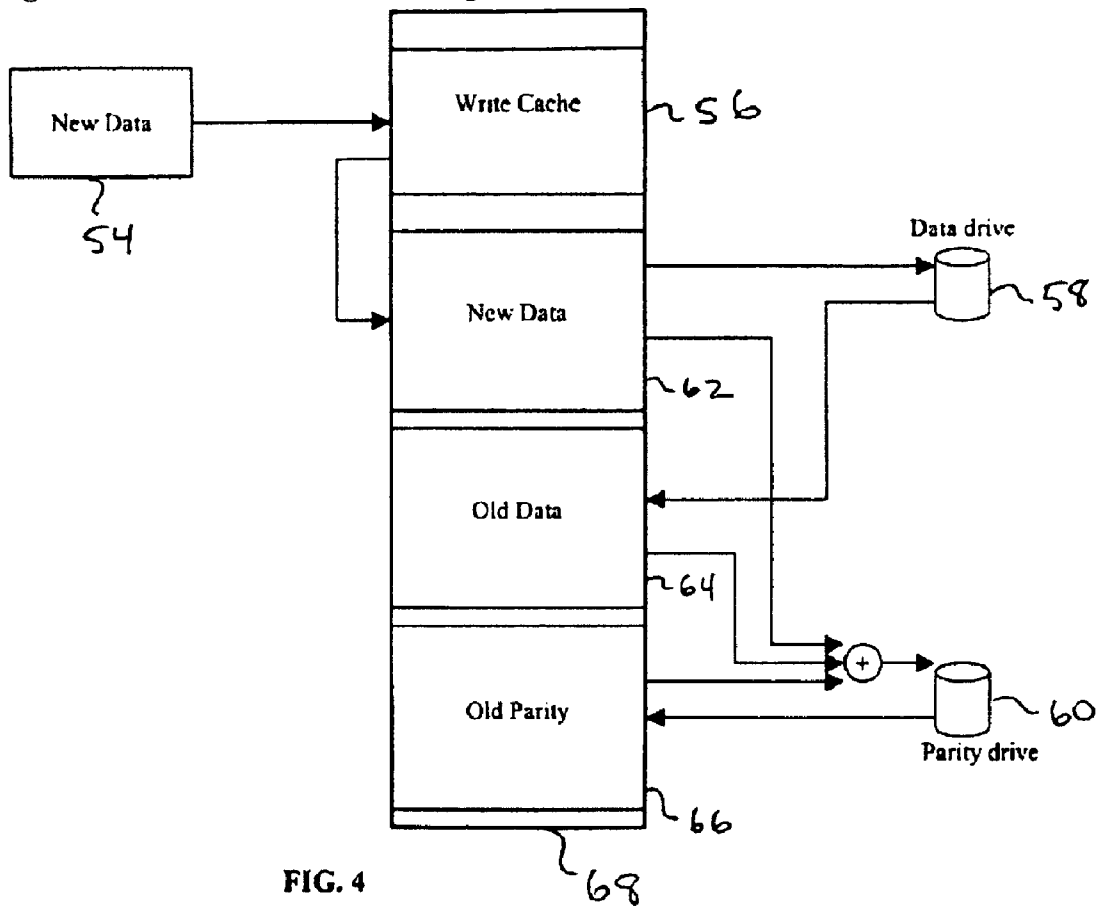 Write Cache
56
New Data
54
Data drive
58
New Data
62
Old Data
64
Old Parity
60
Parity drive
66
FIG. 4
68